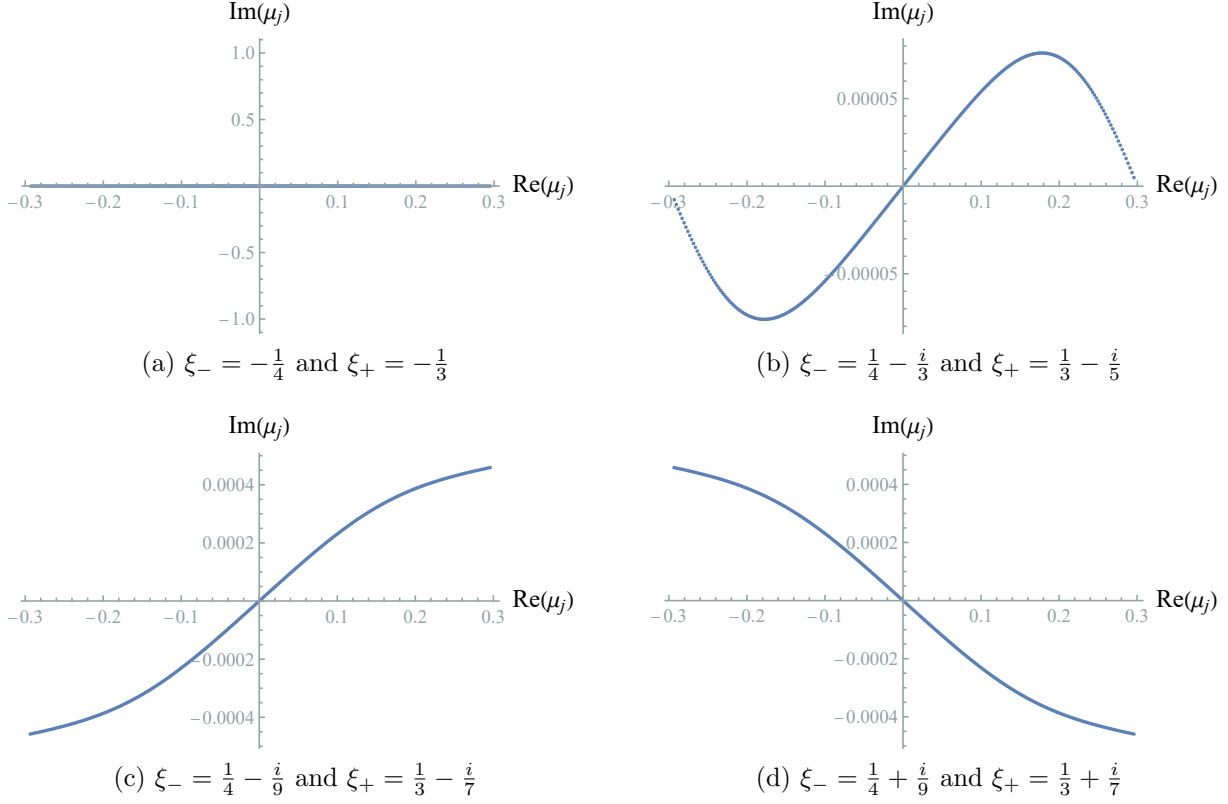 Im(μj) Im(μj)
1.0
0.5
−0.5
−1.0
−0.3 −0.2 −0.1 0.1 0.2 0.3 Re(μj)
0.00005
−0.00005
−0.3 −0.2 −0.1 0.1 0.2 0.3 Re(μj)
(a) ξ− = −1/4 and ξ+ = −1/3
(b) ξ− = 1/4 − i/3 and ξ+ = 1/3 − i/5
Im(μj) Im(μj)
0.0004
0.0002
−0.0002
−0.0004
−0.3 −0.2 −0.1 0.1 0.2 0.3 Re(μj)
0.0004
0.0002
−0.0002
−0.0004
−0.3 −0.2 −0.1 0.1 0.2 0.3 Re(μj)
(c) ξ− = 1/4 − i/9 and ξ+ = 1/3 − i/7
(d) ξ− = 1/4 + i/9 and ξ+ = 1/3 + i/7